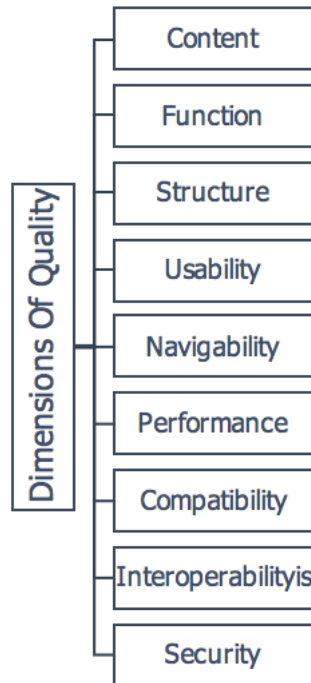 Dimensions Of Quality
Content
Function
Structure
Usability
Navigability
Performance
Compatibility
Interoperabilityis
Security